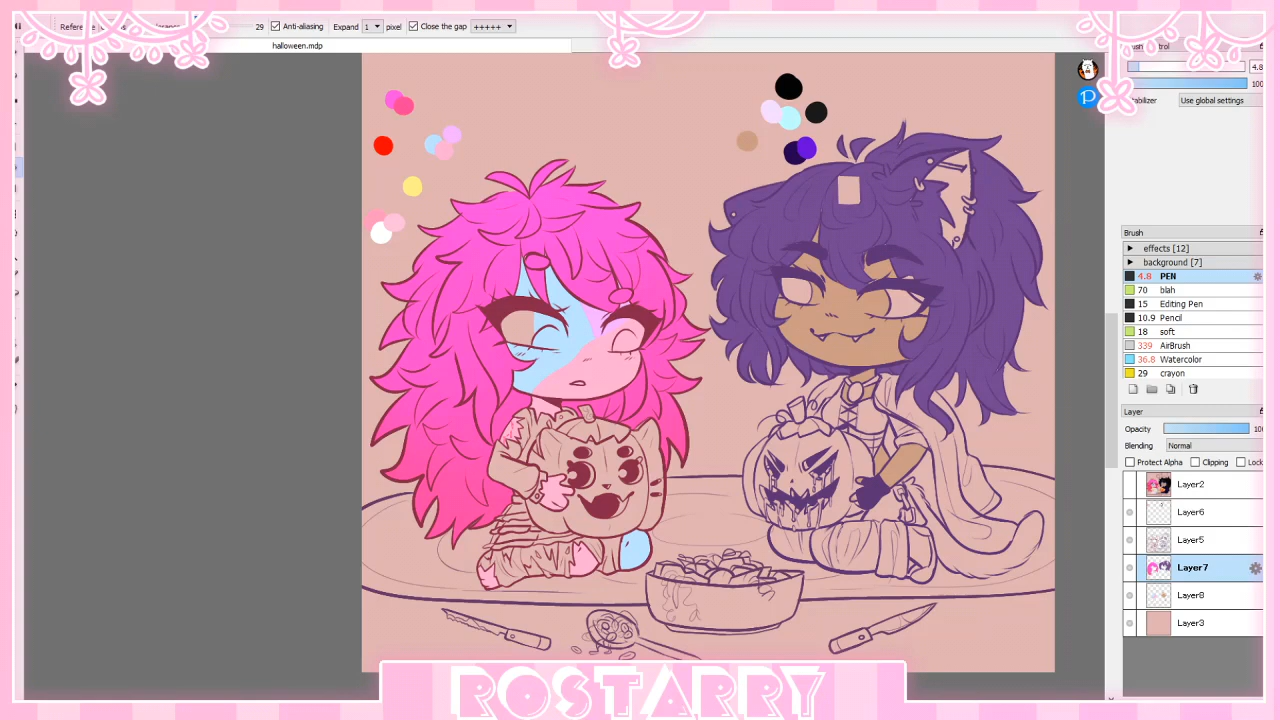 29 Anti-aliasing Expand 1 pixel Close the gap +++++
halloween.mdp
4.8
100
Use global settings
Brush
effects [12]
background [7]
4.8 PEN
70 blah
15 Editing Pen
10.9 Pencil
18 soft
339 AirBrush
36.8 Watercolor
29 crayon
Layer
Opacity
Blending Normal
Protect Alpha Clipping Lock
Layer2
Layer6
Layer5
Layer7
Layer8
Layer3
ROSTARRY